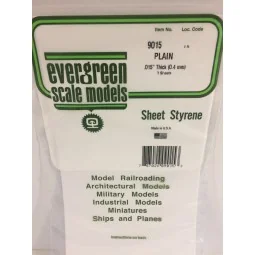 Item No. Loc. Code
9015
PLAIN
.015" Thick (0.4 mm)
evergreen
scale models
Sheet Styrene
Made in U.S.A.
Model Railroading
Architectural Models
Military Models
Industrial Models
Miniatures
Ships and Planes